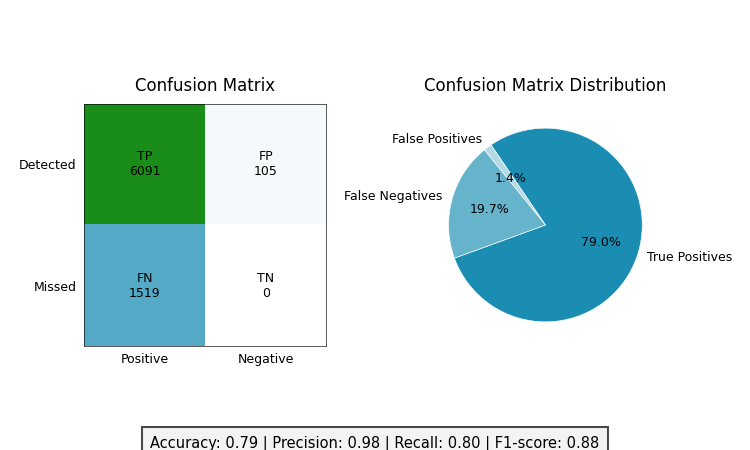 Confusion Matrix
Detected
Missed
TP
6091
FP
105
FN
1519
TN
0
Positive
Negative
Confusion Matrix Distribution
False Positives
False Negatives
True Positives
1.4%
19.7%
79.0%
Accuracy: 0.79 | Precision: 0.98 | Recall: 0.80 | F1-score: 0.88